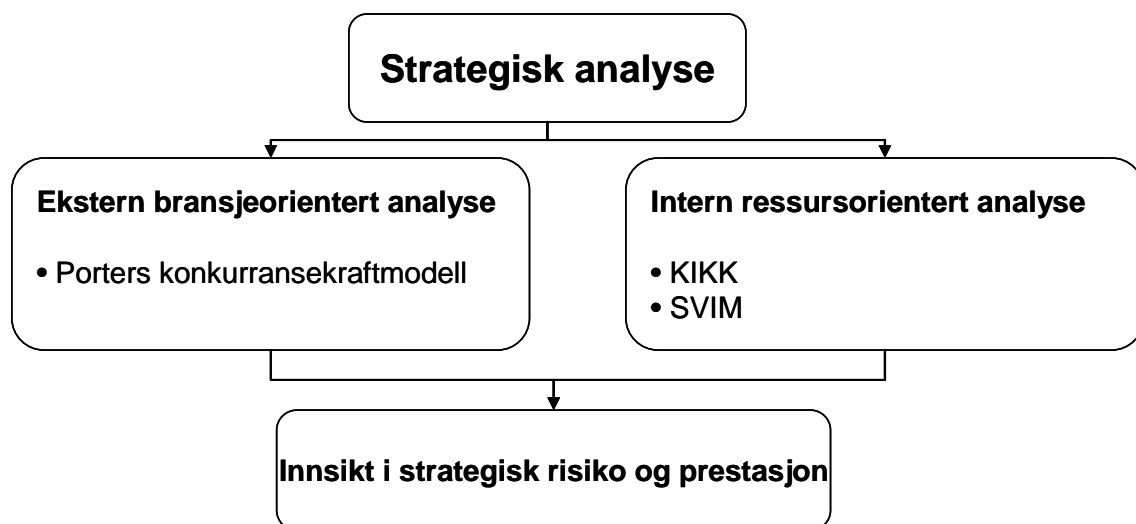 Strategisk analyse
Ekstern bransjeorientert analyse
• Porters konkurransekraftmodell
Intern ressursorientert analyse
• KIKK
• SVIM
Innsikt i strategisk risiko og prestasjon